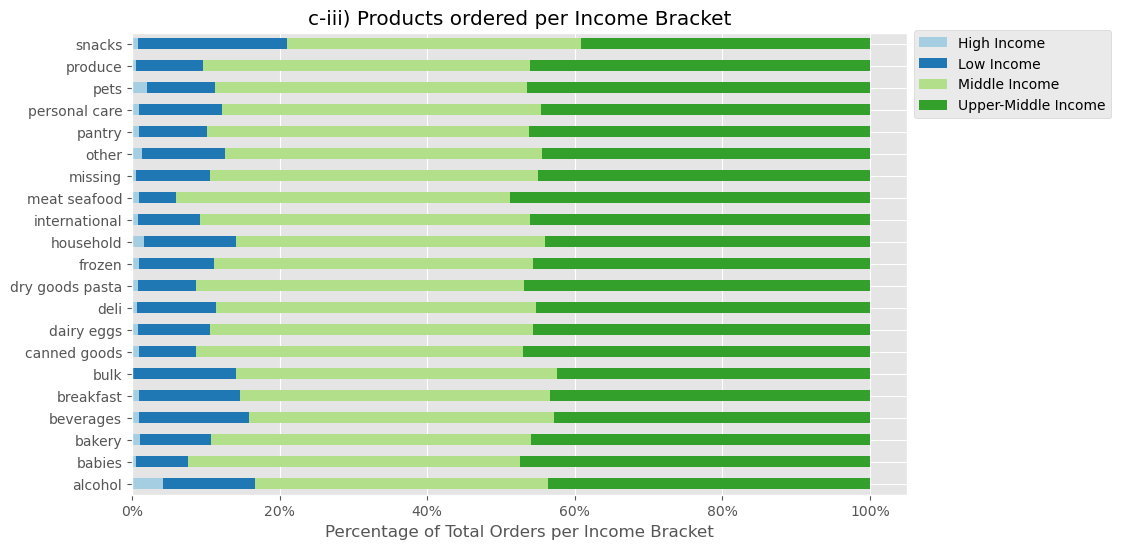 c-iii) Products ordered per Income Bracket
snacks
produce
pets
personal care
pantry
other
missing
meat seafood
international
household
frozen
dry goods pasta
deli
dairy eggs
canned goods
bulk
breakfast
beverages
bakery
babies
alcohol
0% 20% 40% 60% 80% 100%
Percentage of Total Orders per Income Bracket
High Income
Low Income
Middle Income
Upper-Middle Income